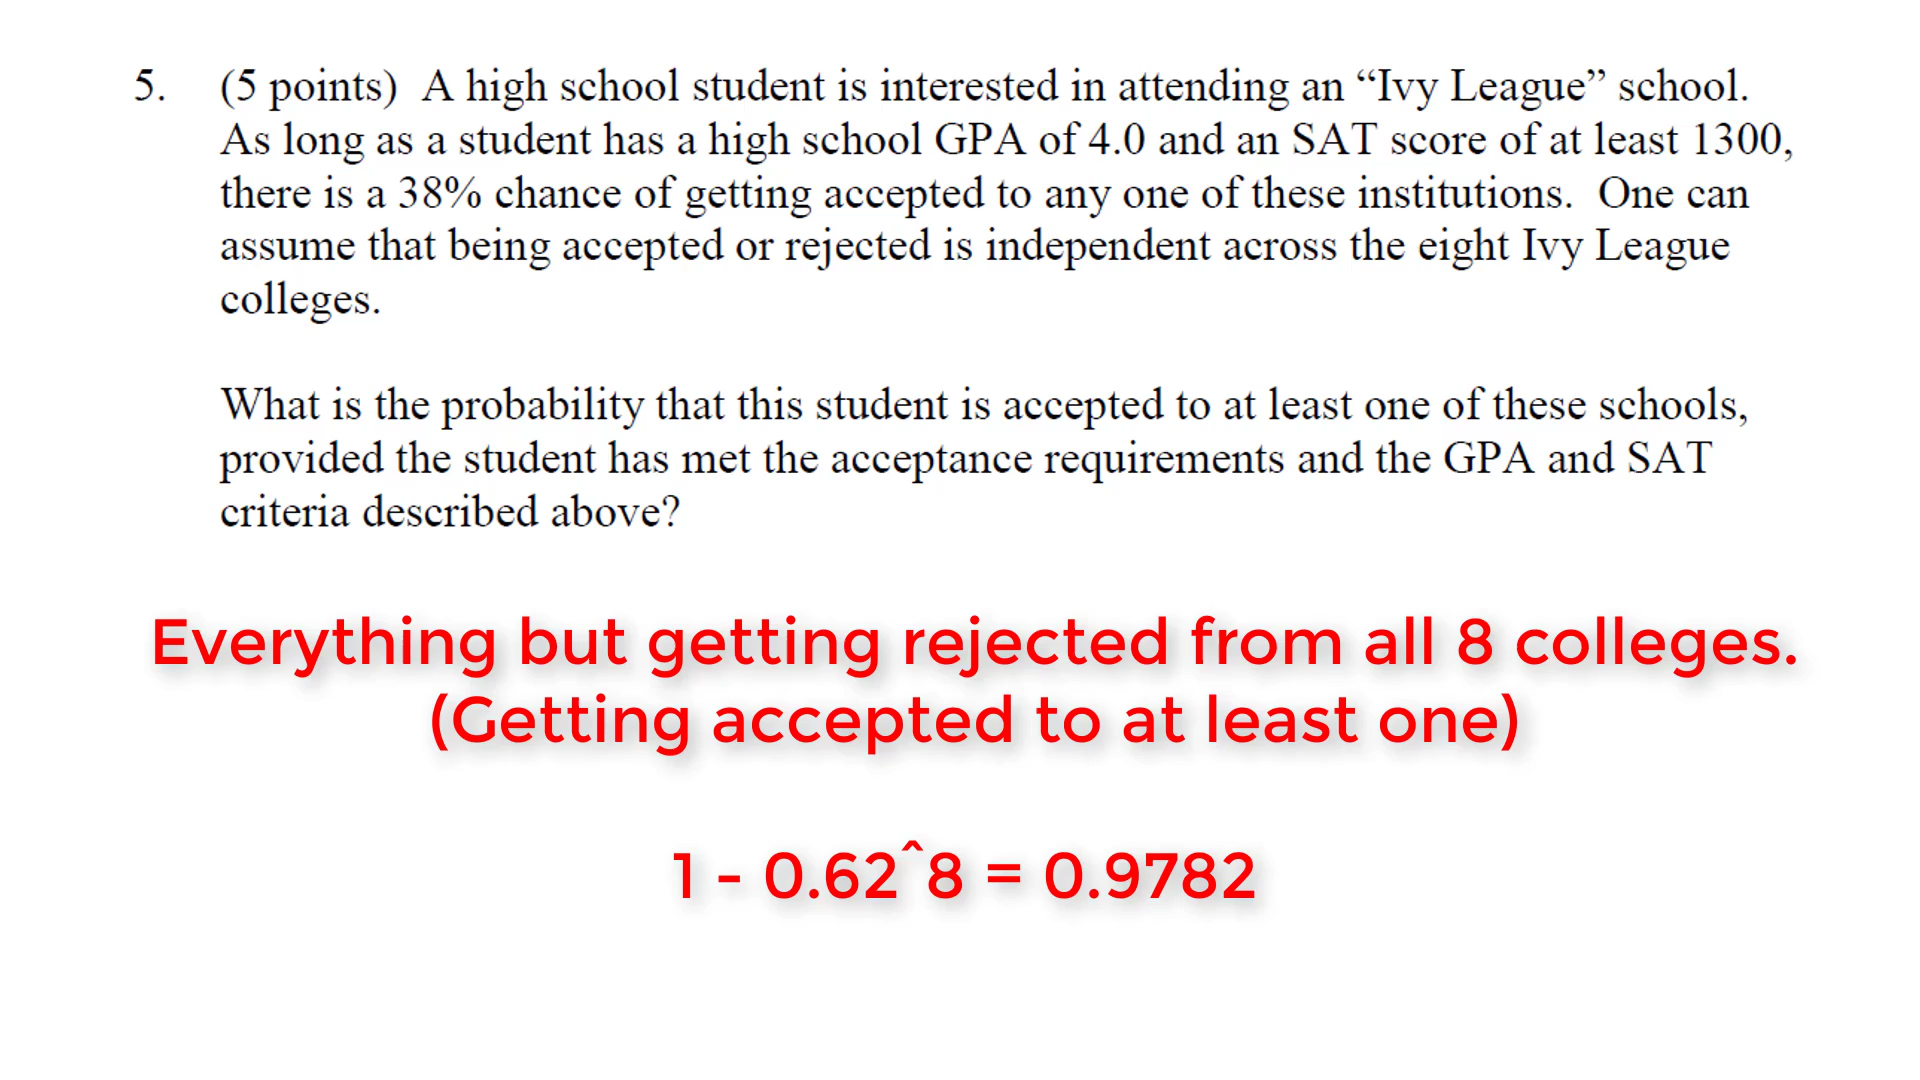 5. (5 points) A high school student is interested in attending an “Ivy League” school.
As long as a student has a high school GPA of 4.0 and an SAT score of at least 1300,
there is a 38% chance of getting accepted to any one of these institutions. One can
assume that being accepted or rejected is independent across the eight Ivy League
colleges.
What is the probability that this student is accepted to at least one of these schools,
provided the student has met the acceptance requirements and the GPA and SAT
criteria described above?
Everything but getting rejected from all 8 colleges.
(Getting accepted to at least one)
1 - 0.62^8 = 0.9782